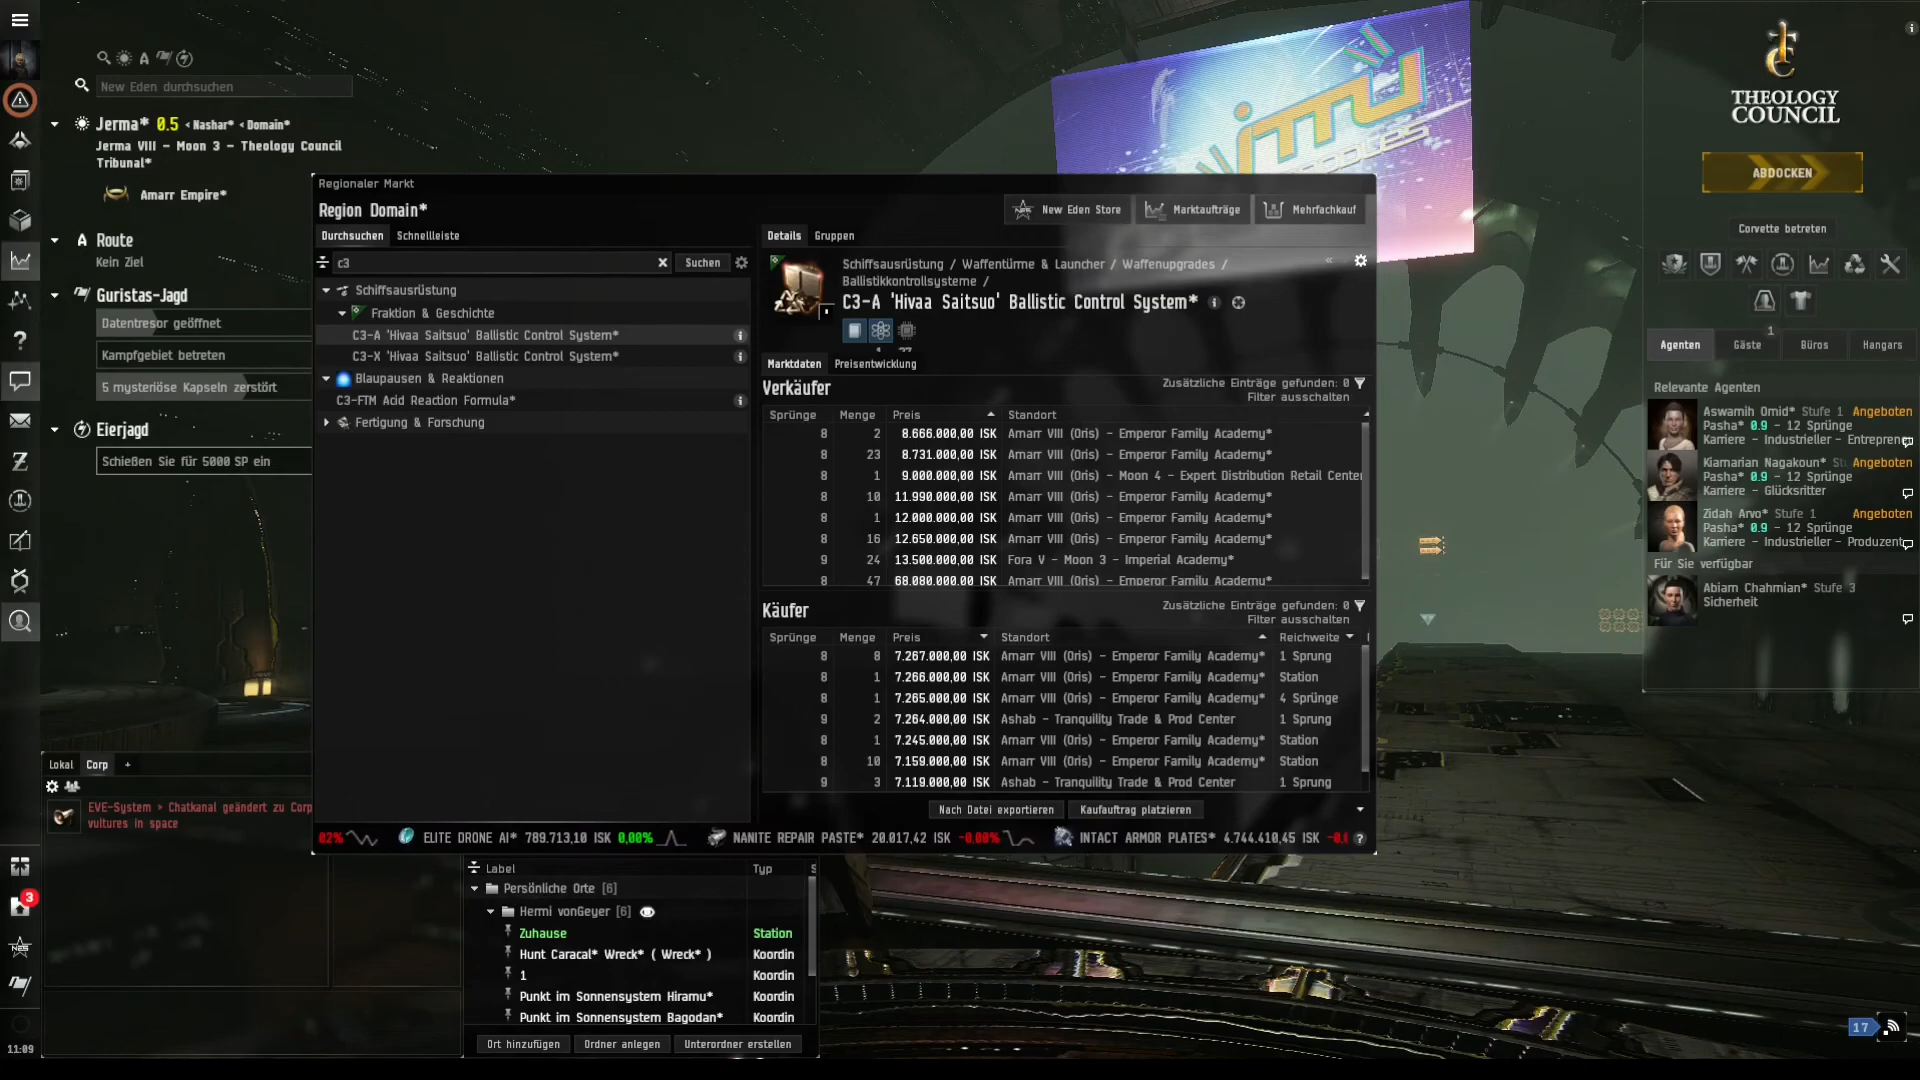 New Eden durchsuchen
Jerma* 0.5 < Nashar* < Domain*
Jerma VIII - Moon 3 - Theology Council
Tribunal*
Amarr Empire*
Route
Kein Ziel
Guristas-Jagd
Datentresor geöffnet
Kampfgebiet betreten
5 mysteriöse Kapseln zerstört
Eierjagd
Schießen Sie für 5000 SP ein
Regionaler Markt
Region Domain*
New Eden Store
Marktaufträge
Mehrfachkauf
Durchsuchen
Schnellleiste
c3
Suchen
Schiffsausrüstung
Fraktion & Geschichte
C3-A 'Hivaa Saitsuo' Ballistic Control System*
C3-X 'Hivaa Saitsuo' Ballistic Control System*
Blaupausen & Reaktionen
C3-FTM Acid Reaction Formula*
Fertigung & Forschung
Details
Gruppen
Schiffsausrüstung / Waffentürme & Launcher / Waffenupgrades /
Ballistikkontrollsysteme /
C3-A 'Hivaa Saitsuo' Ballistic Control System*
Marktdaten
Preisentwicklung
Verkäufer
Zusätzliche Einträge gefunden: 0
Filter ausschalten
Sprünge Menge Preis Standort
8 2 8.666.000,00 ISK Amarr VIII (Oris) - Emperor Family Academy*
8 23 8.731.000,00 ISK Amarr VIII (Oris) - Emperor Family Academy*
8 1 9.000.000,00 ISK Amarr VIII (Oris) - Moon 4 - Expert Distribution Retail Center
8 10 11.990.000,00 ISK Amarr VIII (Oris) - Emperor Family Academy*
8 1 12.000.000,00 ISK Amarr VIII (Oris) - Emperor Family Academy*
8 16 12.650.000,00 ISK Amarr VIII (Oris) - Emperor Family Academy*
9 24 13.500.000,00 ISK Fora V - Moon 3 - Imperial Academy*
8 47 68.080.000,00 ISK Amarr VIII (Oris) - Emperor Family Academy*
Käufer
Zusätzliche Einträge gefunden: 0
Filter ausschalten
Sprünge Menge Preis Standort Reichweite
8 8 7.267.000,00 ISK Amarr VIII (Oris) - Emperor Family Academy* 1 Sprung
8 1 7.266.000,00 ISK Amarr VIII (Oris) - Emperor Family Academy* Station
8 1 7.265.000,00 ISK Amarr VIII (Oris) - Emperor Family Academy* 4 Sprünge
9 2 7.264.000,00 ISK Ashab - Tranquility Trade & Prod Center 1 Sprung
8 1 7.245.000,00 ISK Amarr VIII (Oris) - Emperor Family Academy* Station
8 10 7.159.000,00 ISK Amarr VIII (Oris) - Emperor Family Academy* Station
9 3 7.119.000,00 ISK Ashab - Tranquility Trade & Prod Center 1 Sprung
Nach Datei exportieren
Kaufauftrag platzieren
02% ELITE DRONE AI* 789.713,10 ISK 0,00% NANITE REPAIR PASTE* 20.017,42 ISK -0,00% INTACT ARMOR PLATES* 4.744.410,45 ISK
Lokal Corp +
EVE-System > Chatkanal geändert zu Corp
vultures in space
Label Typ
Persönliche Orte [6]
Hermi vonGeyer [6]
Zuhause Station
Hunt Caracal* Wreck* ( Wreck* ) Koordin
1 Koordin
Punkt im Sonnensystem Hiramu* Koordin
Punkt im Sonnensystem Bagodan* Koordin
Ort hinzufügen
Ordner anlegen
Unterordner erstellen
THEOLOGY
COUNCIL
ABDOCKEN
Corvette betreten
1
Agenten Gäste Büros Hangars
Relevante Agenten
Aswamih Omid* Stufe 1 Angeboten
Pasha* 0.9 - 12 Sprünge
Karriere - Industrieller - Entreprene
Kiamarian Nagakoun* Stu Angeboten
Pasha* 0.9 - 12 Sprünge
Karriere - Glücksritter
Zidah Arvo* Stufe 1 Angeboten
Pasha* 0.9 - 12 Sprünge
Karriere - Industrieller - Produzent
Für Sie verfügbar
Abiam Chahmian* Stufe 3
Sicherheit
3
11:09
17